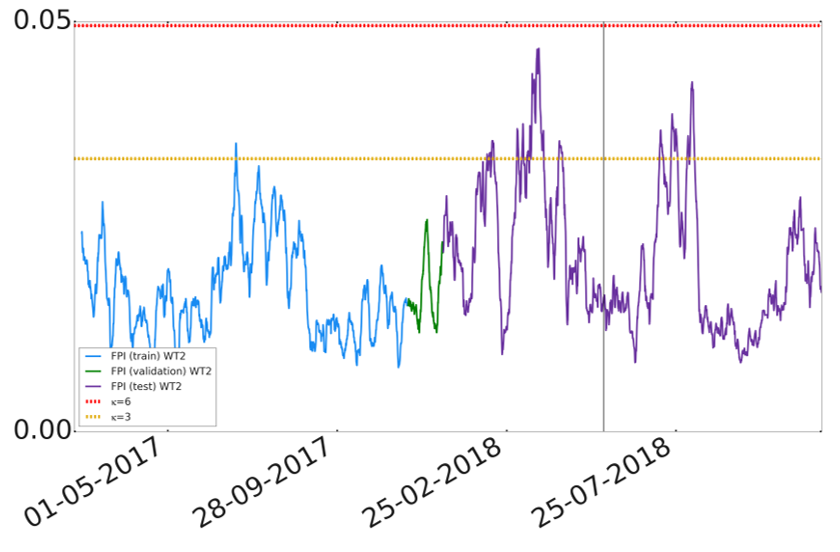 0.05
FPI (train) WT2
FPI (validation) WT2
FPI (test) WT2
κ=6
κ=3
0.00
01-05-2017
28-09-2017
25-02-2018
25-07-2018